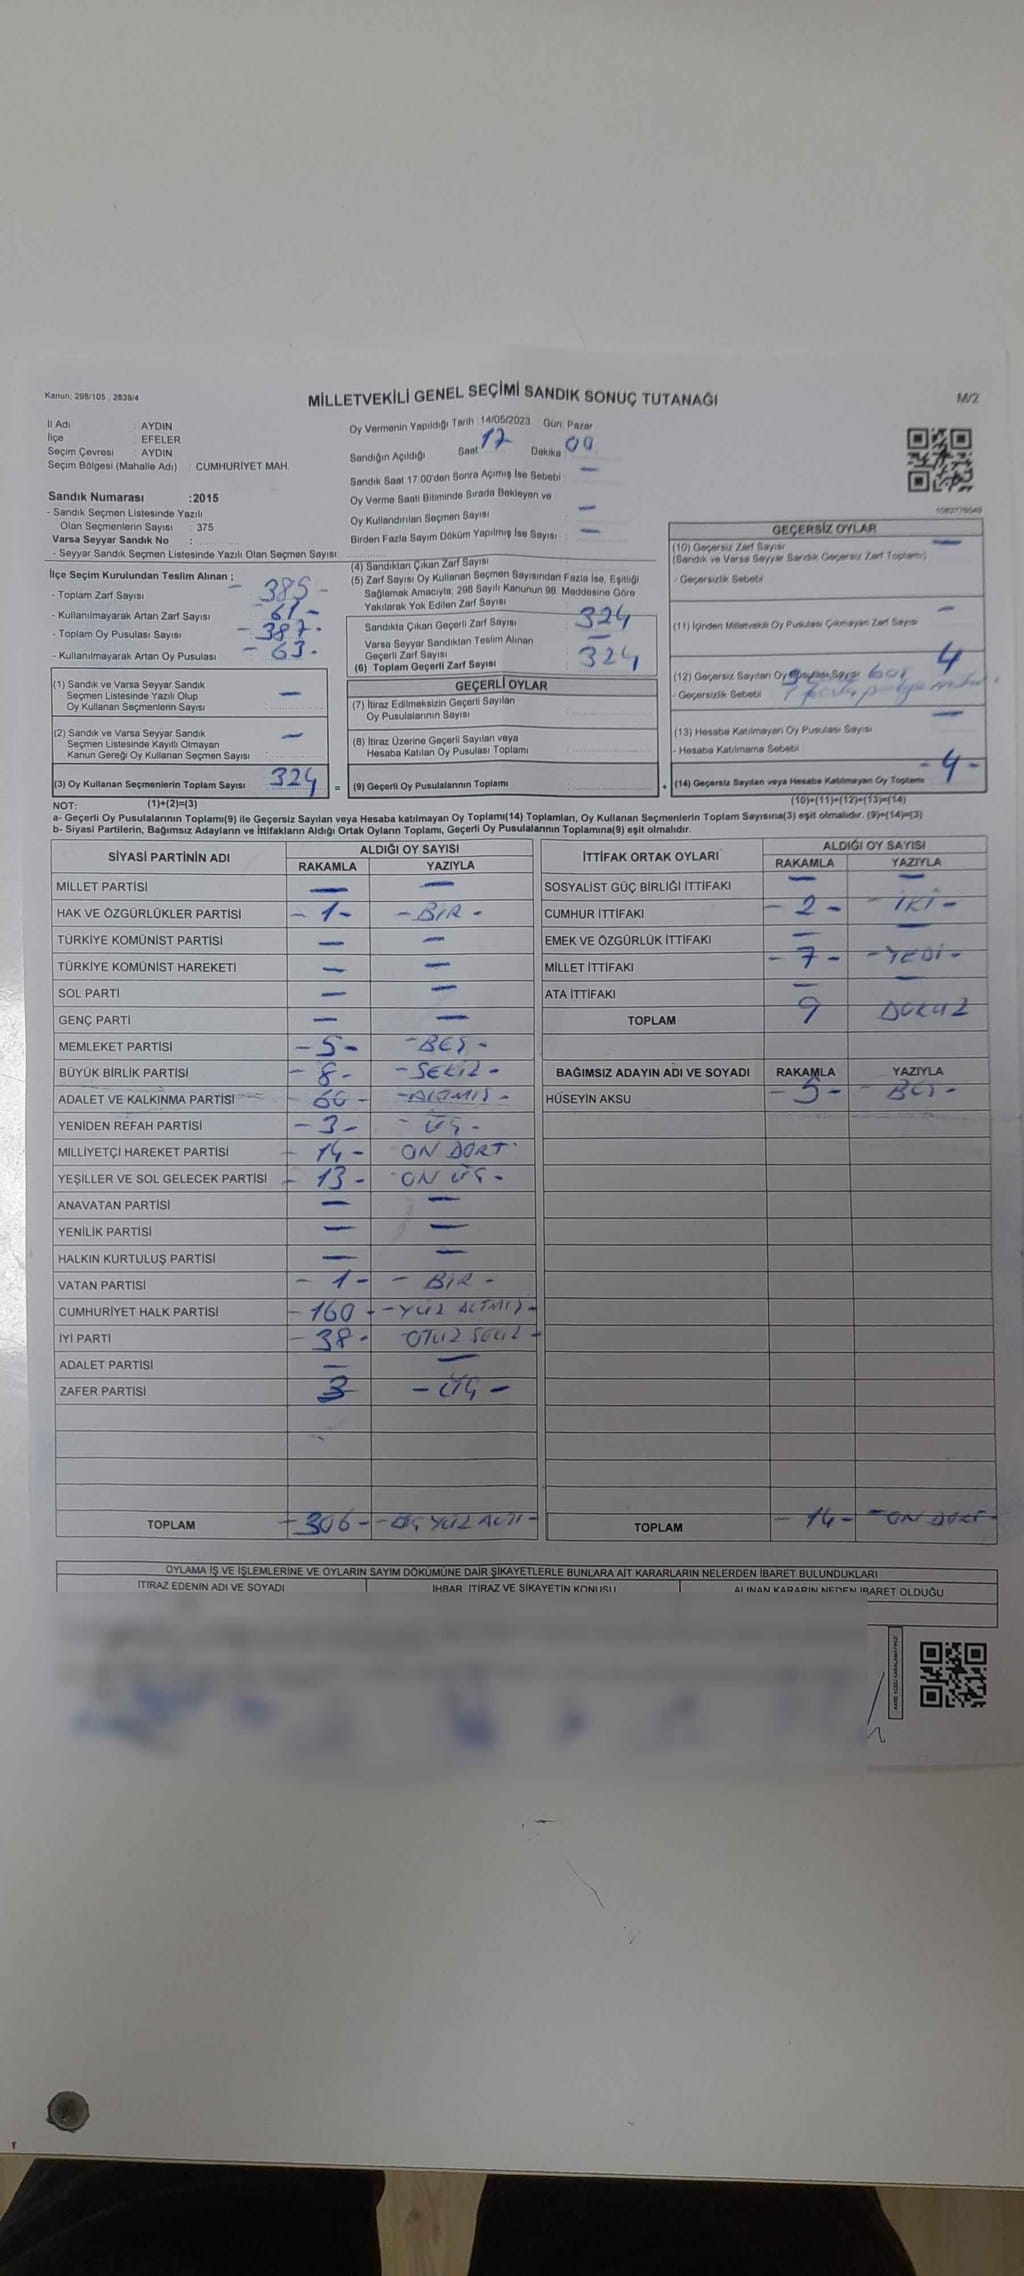 Kanun: 298/105 , 2839/4
MİLLETVEKİLİ GENEL SEÇİMİ SANDIK SONUÇ TUTANAĞI
M/2
İl Adı : AYDIN
İlçe : EFELER
Seçim Çevresi : AYDIN
Seçim Bölgesi (Mahalle Adı) : CUMHURİYET MAH.
Sandık Numarası :2015
- Sandık Seçmen Listesinde Yazılı
Olan Seçmenlerin Sayısı : 375
Varsa Seyyar Sandık No :
- Seyyar Sandık Seçmen Listesinde Yazılı Olan Seçmen Sayısı:
Oy Vermenin Yapıldığı Tarih :14/05/2023 Gün: Pazar
Sandığın Açıldığı Saat 17 Dakika 00
Sandık Saat 17.00'den Sonra Açımış İse Sebebi : —
Oy Verme Saati Bitiminde Sırada Bekleyen ve
Oy Kullandırılan Seçmen Sayısı : —
Birden Fazla Sayım Döküm Yapılmış İse Sayısı : —
İlçe Seçim Kurulundan Teslim Alınan ;
- Toplam Zarf Sayısı - 385 -
- Kullanılmayarak Artan Zarf Sayısı - 61 -
- Toplam Oy Pusulası Sayısı - 387 -
- Kullanılmayarak Artan Oy Pusulası - 63 -
(1) Sandık ve Varsa Seyyar Sandık
Seçmen Listesinde Yazılı Olup
Oy Kullanan Seçmenlerin Sayısı : —
(2) Sandık ve Varsa Seyyar Sandık
Seçmen Listesinde Kayıtlı Olmayan
Kanun Gereği Oy Kullanan Seçmen Sayısı : —
(3) Oy Kullanan Seçmenlerin Toplam Sayısı 324
(4) Sandıktan Çıkan Zarf Sayısı
(5) Zarf Sayısı Oy Kullanan Seçmen Sayısından Fazla İse, Eşitliği
Sağlamak Amacıyla; 298 Sayılı Kanunun 98. Maddesine Göre
Yakılarak Yok Edilen Zarf Sayısı :
Sandıkta Çıkan Geçerli Zarf Sayısı 324
Varsa Seyyar Sandıktan Teslim Alınan
Geçerli Zarf Sayısı —
(6) Toplam Geçerli Zarf Sayısı 324
GEÇERLİ OYLAR
(7) İtiraz Edilmeksizin Geçerli Sayılan
Oy Pusulalarının Sayısı
(8) İtiraz Üzerine Geçerli Sayılan veya
Hesaba Katılan Oy Pusulası Toplamı
= (9) Geçerli Oy Pusulalarının Toplamı
GEÇERSİZ OYLAR
(10) Geçersiz Zarf Sayısı —
(Sandık ve Varsa Seyyar Sandık Geçersiz Zarf Toplamı)
- Geçersizlik Sebebi
(11) İçinden Milletvekili Oy Pusulası Çıkmayan Zarf Sayısı —
(12) Geçersiz Sayılan Oy Pusulası Sayısı 4
- Geçersizlik Sebebi
(13) Hesaba Katılmayan Oy Pusulası Sayısı —
- Hesaba Katılmama Sebebi
+ (14) Geçersiz Sayılan veya Hesaba Katılmayan Oy Toplamı - 4 -
NOT: (1)+(2)=(3) (10)+(11)+(12)+(13)=(14)
a- Geçerli Oy Pusulalarının Toplamı(9) ile Geçersiz Sayılan veya Hesaba katılmayan Oy Toplamı(14) Toplamları, Oy Kullanan Seçmenlerin Toplam Sayısına(3) eşit olmalıdır. (9)+(14)=(3)
b- Siyasi Partilerin, Bağımsız Adayların ve İttifakların Aldığı Ortak Oyların Toplamı, Geçerli Oy Pusulalarının Toplamına(9) eşit olmalıdır.
SİYASİ PARTİNİN ADI ALDIĞI OY SAYISI
RAKAMLA YAZIYLA
MİLLET PARTİSİ — —
HAK VE ÖZGÜRLÜKLER PARTİSİ - 1 - - BİR -
TÜRKİYE KOMÜNİST PARTİSİ — —
TÜRKİYE KOMÜNİST HAREKETİ — —
SOL PARTİ — —
GENÇ PARTİ — —
MEMLEKET PARTİSİ - 5 - - BEŞ -
BÜYÜK BİRLİK PARTİSİ - 8 - - SEKİZ -
ADALET VE KALKINMA PARTİSİ - 60 - - ALTMIŞ -
YENİDEN REFAH PARTİSİ - 3 - - ÜÇ -
MİLLİYETÇİ HAREKET PARTİSİ - 14 - ON DÖRT
YEŞİLLER VE SOL GELECEK PARTİSİ - 13 - ON ÜÇ -
ANAVATAN PARTİSİ — —
YENİLİK PARTİSİ — —
HALKIN KURTULUŞ PARTİSİ — —
VATAN PARTİSİ - 1 - - BİR -
CUMHURİYET HALK PARTİSİ - 160 - - YÜZ ALTMIŞ -
İYİ PARTİ - 38 - OTUZ SEKİZ -
ADALET PARTİSİ — —
ZAFER PARTİSİ 3 - ÜÇ -
TOPLAM - 306 - - ÜÇ YÜZ ALTI -
İTTİFAK ORTAK OYLARI ALDIĞI OY SAYISI
RAKAMLA YAZIYLA
SOSYALİST GÜÇ BİRLİĞİ İTTİFAKI — —
CUMHUR İTTİFAKI - 2 - - İKİ -
EMEK VE ÖZGÜRLÜK İTTİFAKI —
MİLLET İTTİFAKI - 7 - - YEDİ -
ATA İTTİFAKI — —
TOPLAM 9 DOKUZ
BAĞIMSIZ ADAYIN ADI VE SOYADI RAKAMLA YAZIYLA
HÜSEYİN AKSU - 5 - BEŞ -
TOPLAM - 14 - - ON DÖRT -
OYLAMA İŞ VE İŞLEMLERİNE VE OYLARIN SAYIM DÖKÜMÜNE DAİR ŞİKAYETLERLE BUNLARA AİT KARARLARIN NELERDEN İBARET BULUNDUKLARI
İTİRAZ EDENİN ADI VE SOYADI İHBAR, İTİRAZ VE ŞİKAYETİN KONUSU ALINAN KARARIN NEDEN İBARET OLDUĞU